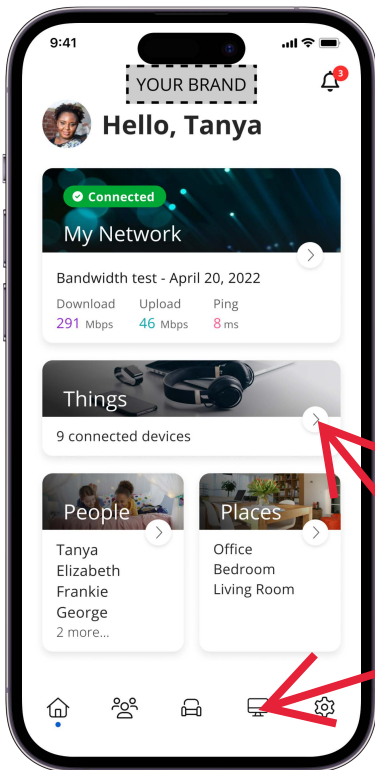 9:41
3
YOUR BRAND
Hello, Tanya
Connected
My Network
Bandwidth test - April 20, 2022
Download Upload Ping
291 Mbps 46 Mbps 8 ms
Things
9 connected devices
People
Tanya
Elizabeth
Frankie
George
2 more...
Places
Office
Bedroom
Living Room